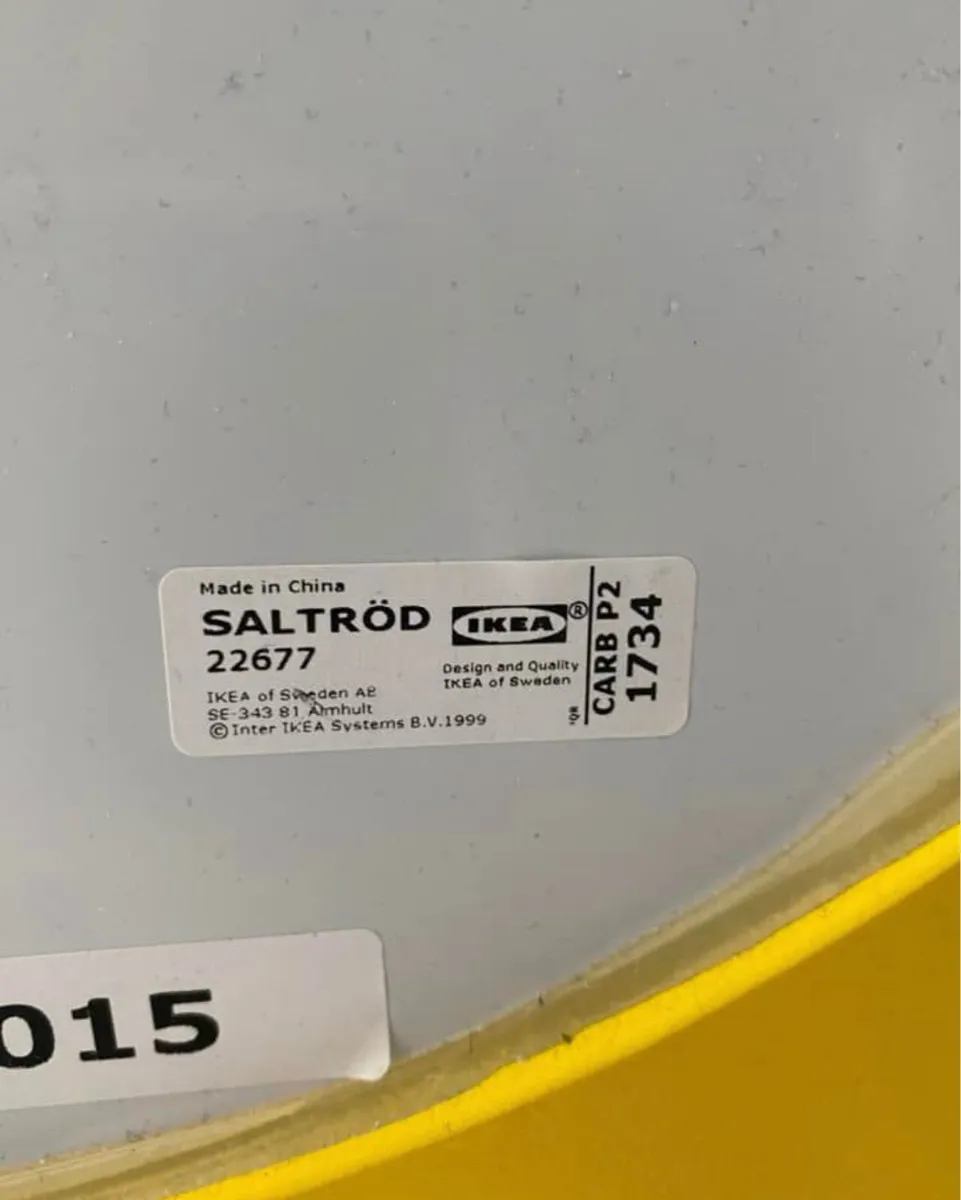 Made in China
SALTRÖD
22677
IKEA®
Design and Quality
IKEA of Sweden
IKEA of Sweden AB
SE-343 81 Älmhult
© Inter IKEA Systems B.V.1999
CARB P2
1734
015